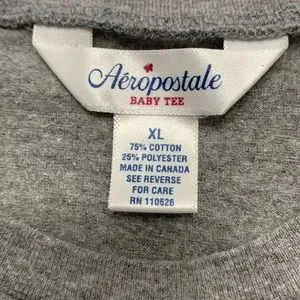 Aéropostale
BABY TEE
XL
75% COTTON
25% POLYESTER
MADE IN CANADA
SEE REVERSE
FOR CARE
RN 110626